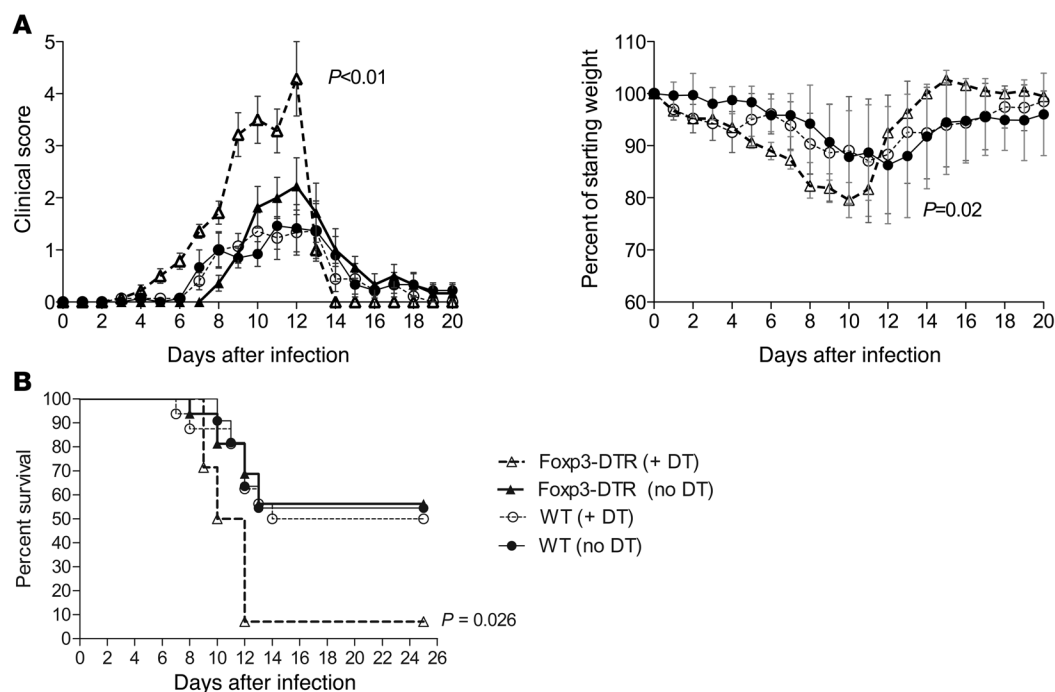 A
Clinical score
5
4
3
2
1
0
P<0.01
0 2 4 6 8 10 12 14 16 18 20
Days after infection
Percent of starting weight
110
100
90
80
70
60
P=0.02
0 2 4 6 8 10 12 14 16 18 20
Days after infection
B
Percent survival
100
90
80
70
60
50
40
30
20
10
0
P = 0.026
0 2 4 6 8 10 12 14 16 18 20 22 24 26
Days after infection
Foxp3-DTR (+ DT)
Foxp3-DTR (no DT)
WT (+ DT)
WT (no DT)